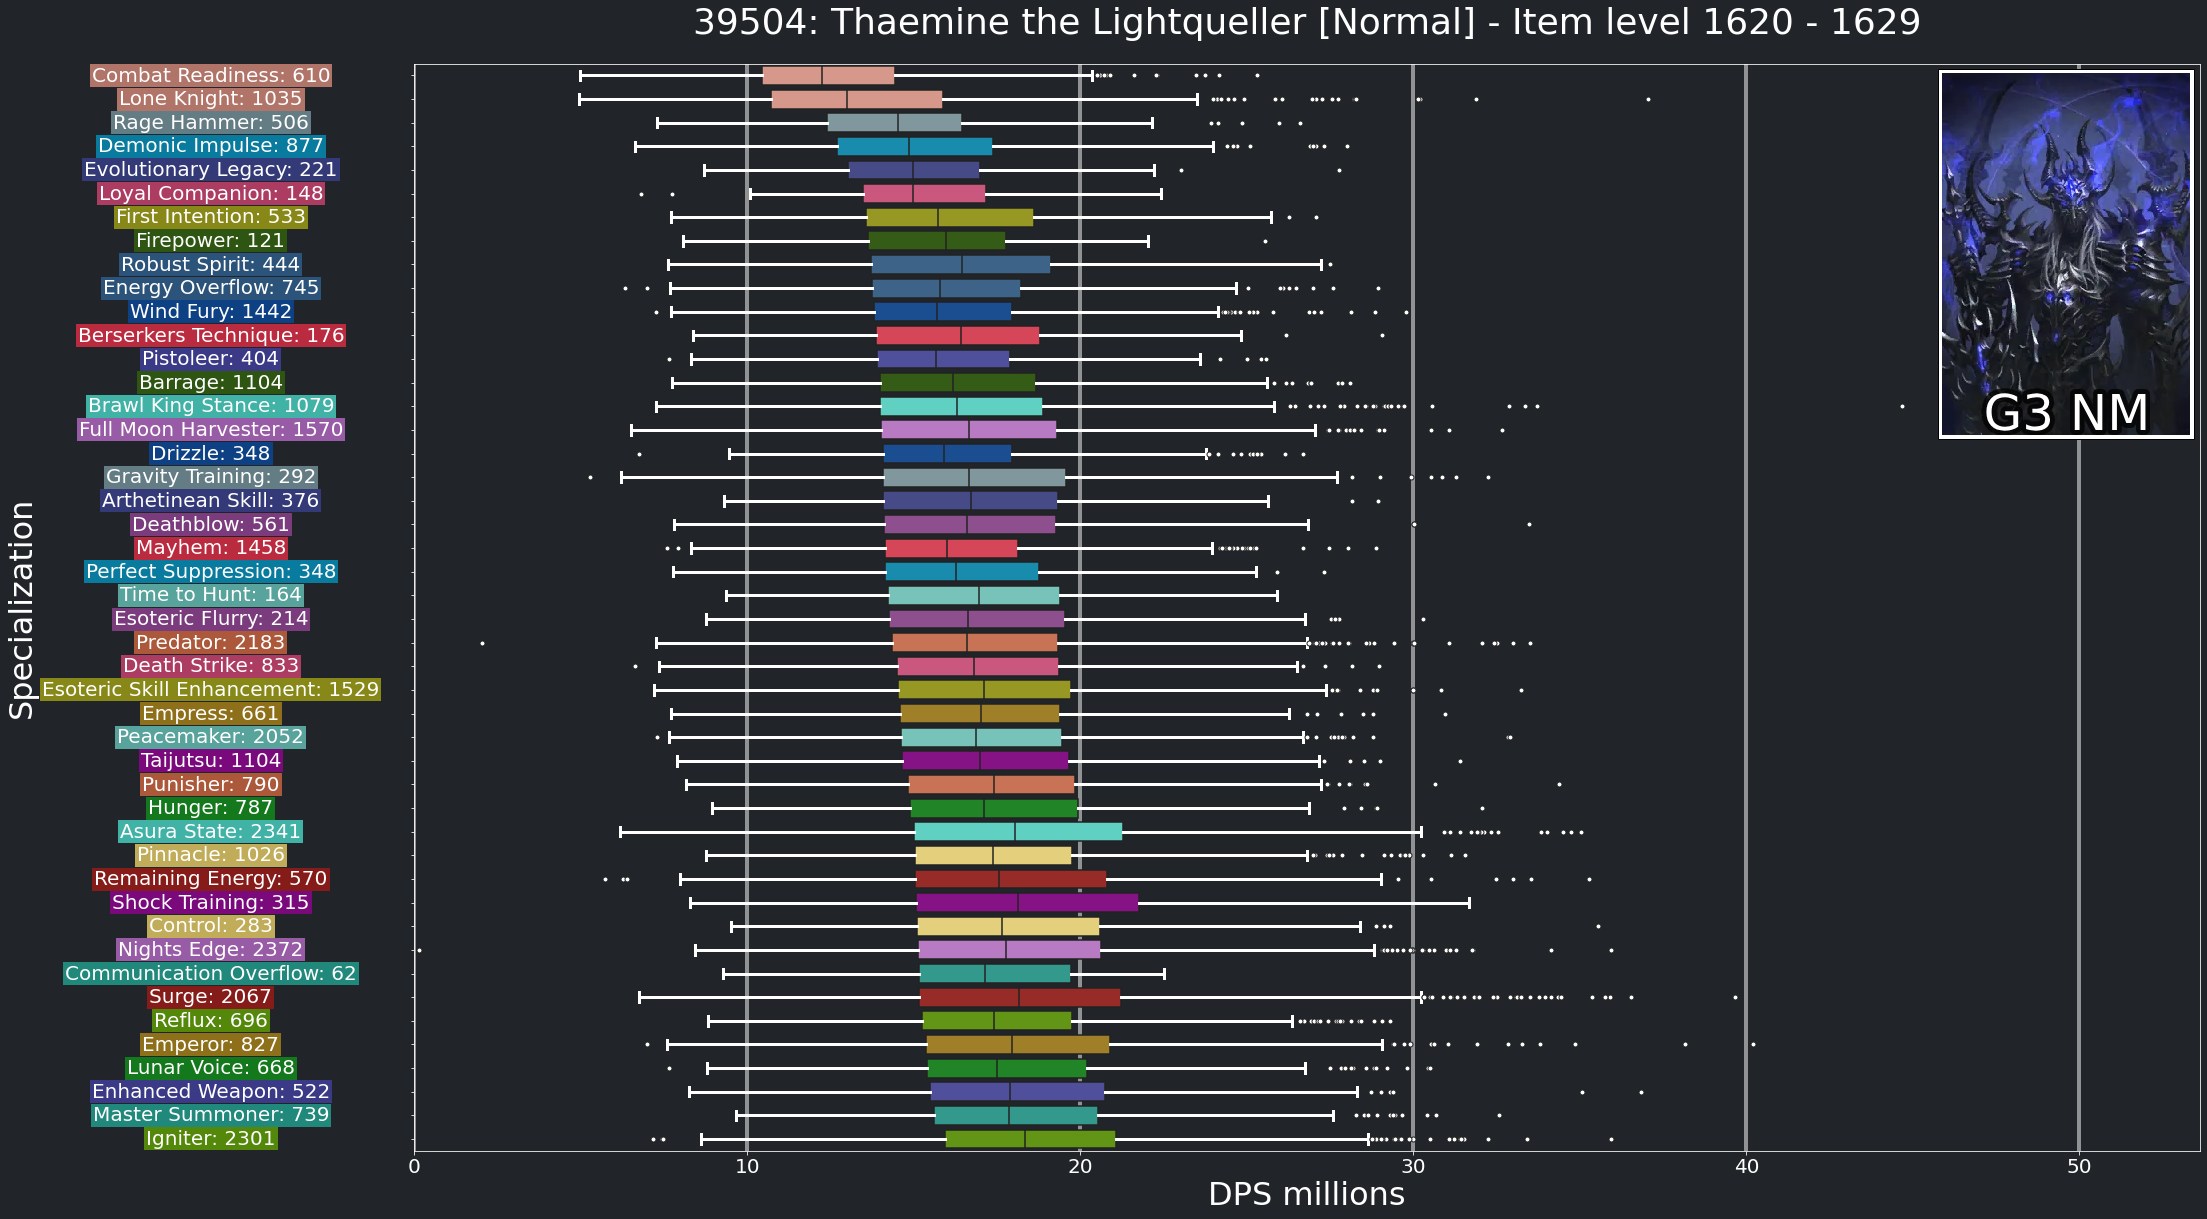 39504: Thaemine the Lightqueller [Normal] - Item level 1620 - 1629
Combat Readiness: 610
Lone Knight: 1035
Rage Hammer: 506
Demonic Impulse: 877
Evolutionary Legacy: 221
Loyal Companion: 148
First Intention: 533
Firepower: 121
Robust Spirit: 444
Energy Overflow: 745
Wind Fury: 1442
Berserkers Technique: 176
Pistoleer: 404
Barrage: 1104
Brawl King Stance: 1079
Full Moon Harvester: 1570
Drizzle: 348
Gravity Training: 292
Arthetinean Skill: 376
Deathblow: 561
Mayhem: 1458
Perfect Suppression: 348
Time to Hunt: 164
Esoteric Flurry: 214
Predator: 2183
Death Strike: 833
Esoteric Skill Enhancement: 1529
Empress: 661
Peacemaker: 2052
Taijutsu: 1104
Punisher: 790
Hunger: 787
Asura State: 2341
Pinnacle: 1026
Remaining Energy: 570
Shock Training: 315
Control: 283
Nights Edge: 2372
Communication Overflow: 62
Surge: 2067
Reflux: 696
Emperor: 827
Lunar Voice: 668
Enhanced Weapon: 522
Master Summoner: 739
Igniter: 2301
Specialization
G3 NM
0 10 20 30 40 50
DPS millions